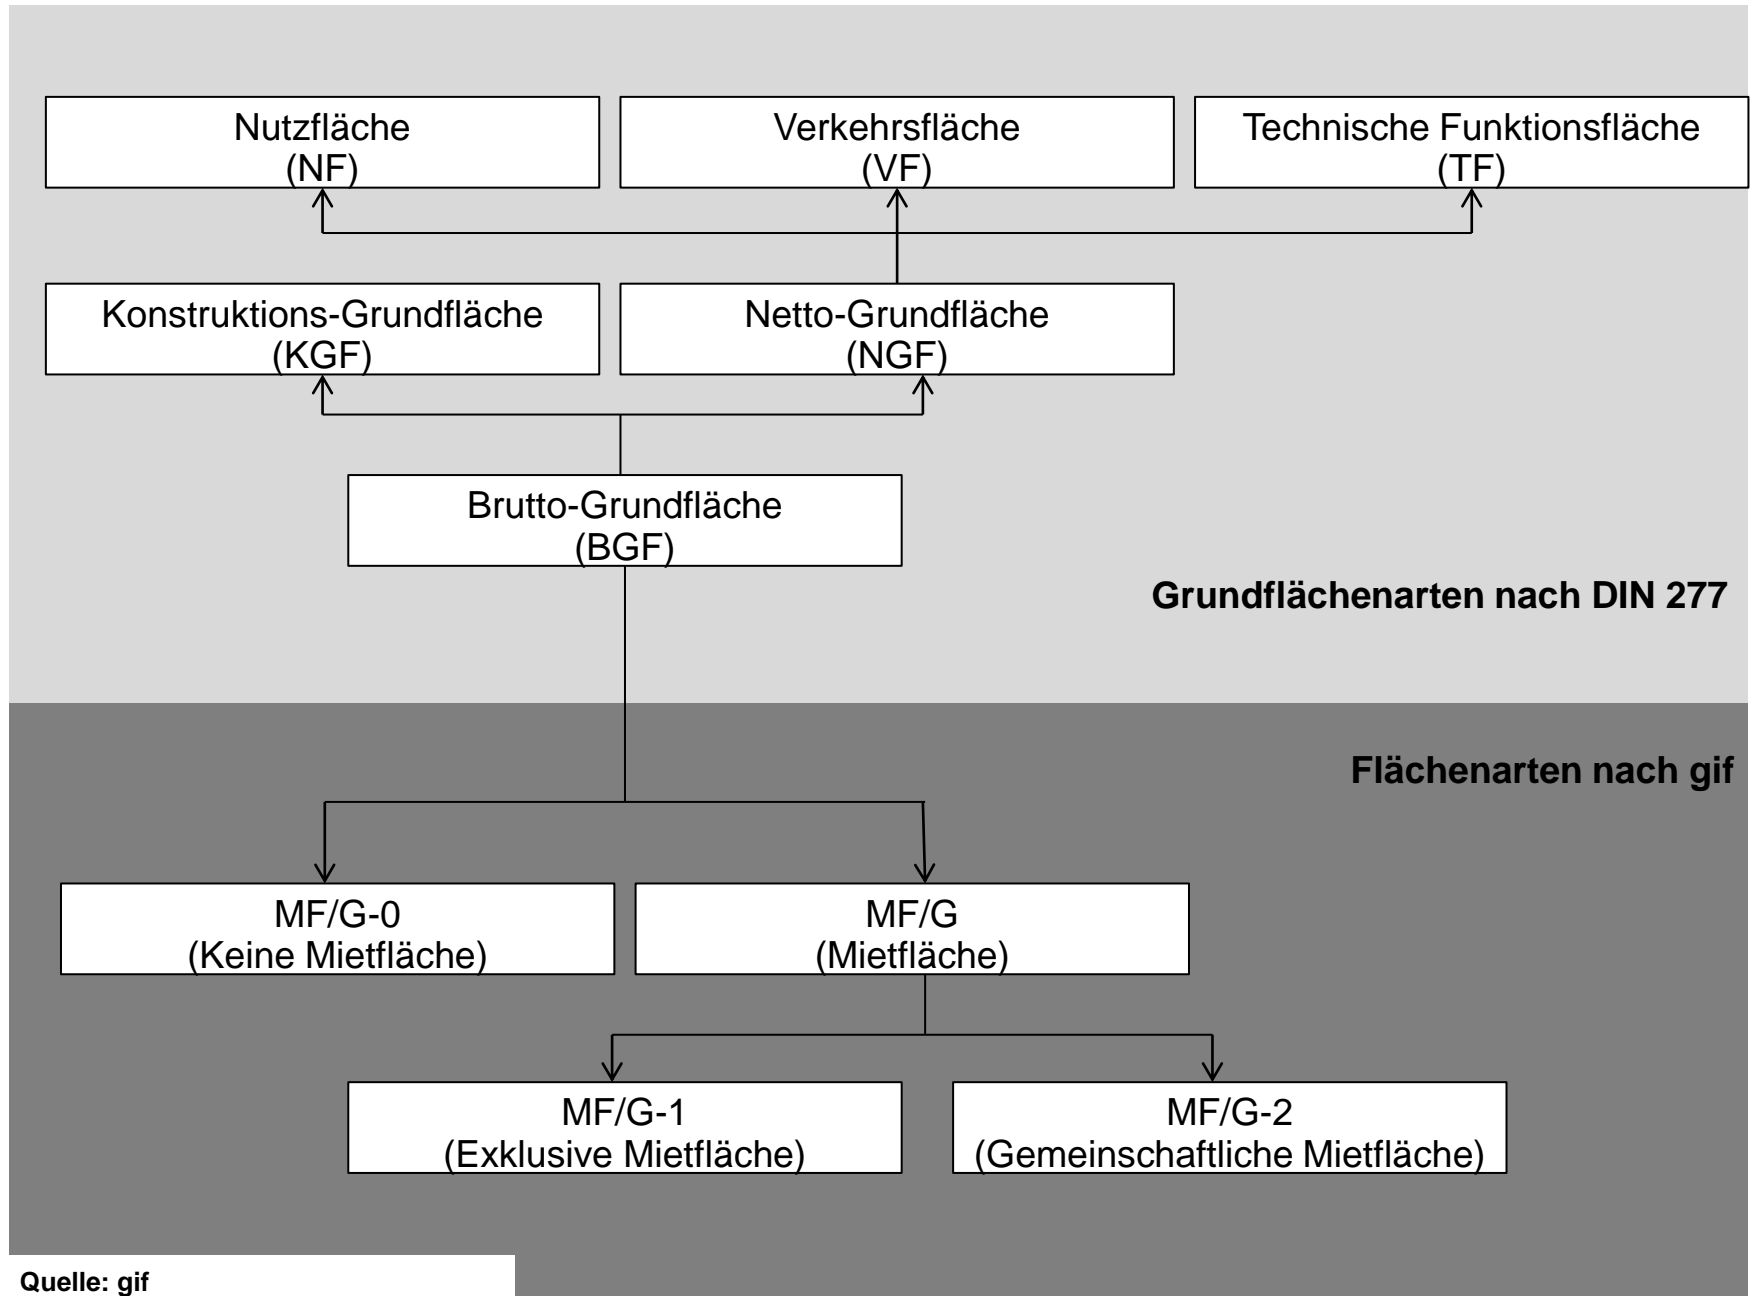 Nutzfläche
(NF)
Verkehrsfläche
(VF)
Technische Funktionsfläche
(TF)
Konstruktions-Grundfläche
(KGF)
Netto-Grundfläche
(NGF)
Brutto-Grundfläche
(BGF)
Grundflächenarten nach DIN 277
Flächenarten nach gif
MF/G-0
(Keine Mietfläche)
MF/G
(Mietfläche)
MF/G-1
(Exklusive Mietfläche)
MF/G-2
(Gemeinschaftliche Mietfläche)
Quelle: gif